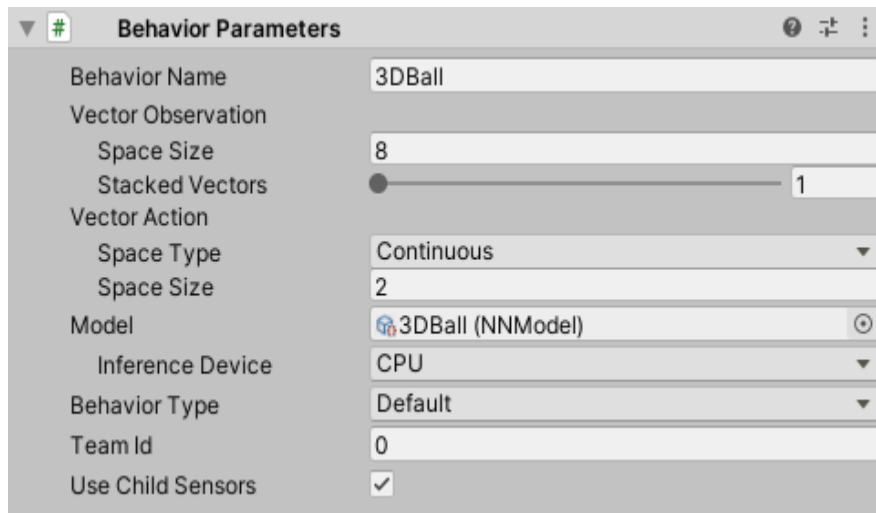 # Behavior Parameters
Behavior Name 3DBall
Vector Observation
Space Size 8
Stacked Vectors 1
Vector Action
Space Type Continuous
Space Size 2
Model 3DBall (NNModel)
Inference Device CPU
Behavior Type Default
Team Id 0
Use Child Sensors